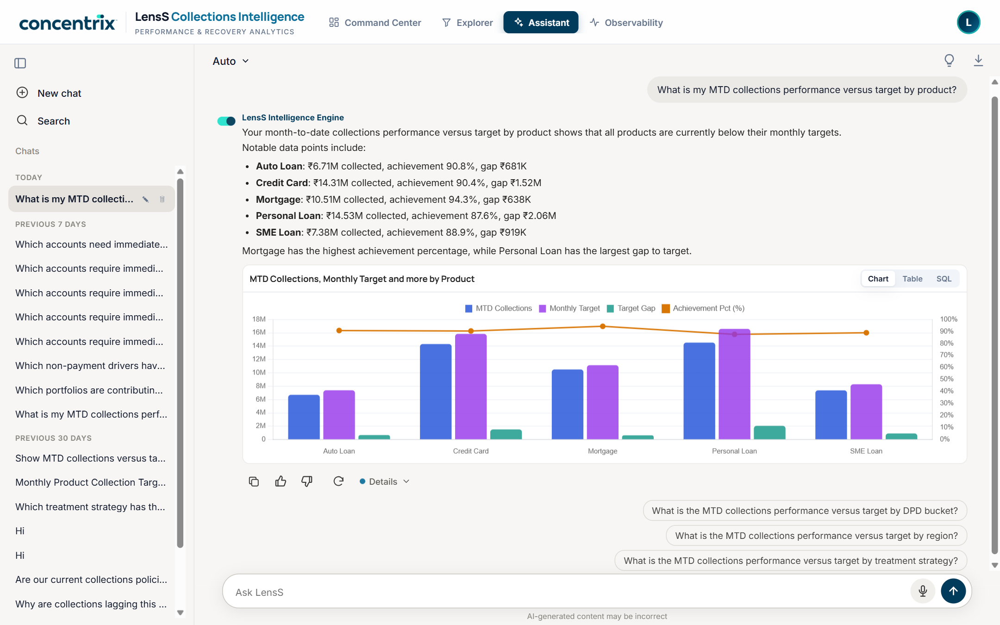 concentrix
LensS Collections Intelligence
PERFORMANCE & RECOVERY ANALYTICS
Command Center
Explorer
Assistant
Observability
L
New chat
Search
Chats
TODAY
What is my MTD collecti...
PREVIOUS 7 DAYS
Which accounts need immediate...
Which accounts require immedi...
Which accounts require immedi...
Which accounts require immedi...
Which accounts require immedi...
Which non-payment drivers hav...
Which portfolios are contributin...
What is my MTD collections perf...
PREVIOUS 30 DAYS
Show MTD collections versus ta...
Monthly Product Collection Targ...
Which treatment strategy has th...
Hi
Hi
Are our current collections polici...
Why are collections lagging this ...
Auto
What is my MTD collections performance versus target by product?
LensS Intelligence Engine
Your month-to-date collections performance versus target by product shows that all products are currently below their monthly targets.
Notable data points include:
• Auto Loan: ₹6.71M collected, achievement 90.8%, gap ₹681K
• Credit Card: ₹14.31M collected, achievement 90.4%, gap ₹1.52M
• Mortgage: ₹10.51M collected, achievement 94.3%, gap ₹638K
• Personal Loan: ₹14.53M collected, achievement 87.6%, gap ₹2.06M
• SME Loan: ₹7.38M collected, achievement 88.9%, gap ₹919K
Mortgage has the highest achievement percentage, while Personal Loan has the largest gap to target.
MTD Collections, Monthly Target and more by Product
Chart
Table
SQL
MTD Collections
Monthly Target
Target Gap
Achievement Pct (%)
18M
16M
14M
12M
10M
8M
6M
4M
2M
0
100%
90%
80%
70%
60%
50%
40%
30%
20%
10%
0%
Auto Loan
Credit Card
Mortgage
Personal Loan
SME Loan
Details
What is the MTD collections performance versus target by DPD bucket?
What is the MTD collections performance versus target by region?
What is the MTD collections performance versus target by treatment strategy?
Ask LensS
AI-generated content may be incorrect